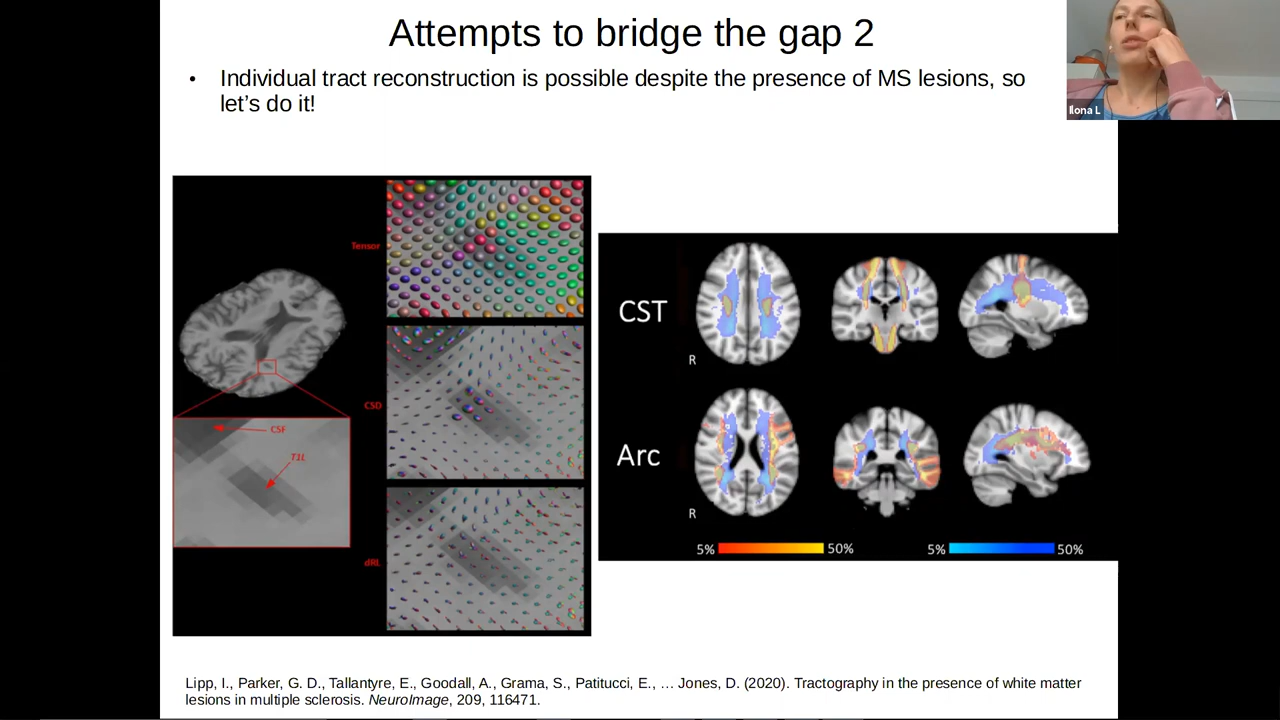 Attempts to bridge the gap 2
• Individual tract reconstruction is possible despite the presence of MS lesions, so
let's do it!
Ilona L
Tensor
CSD
CSF
T1L
dRL
CST
R
Arc
R
5% 50% 5% 50%
Lipp, I., Parker, G. D., Tallantyre, E., Goodall, A., Grama, S., Patitucci, E., … Jones, D. (2020). Tractography in the presence of white matter
lesions in multiple sclerosis. NeuroImage, 209, 116471.